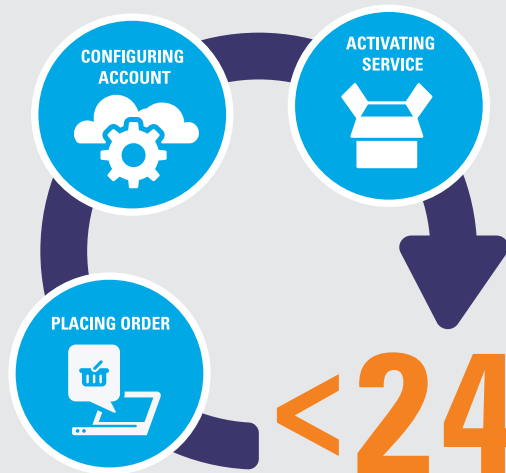 CONFIGURING
ACCOUNT
ACTIVATING
SERVICE
PLACING ORDER
<24